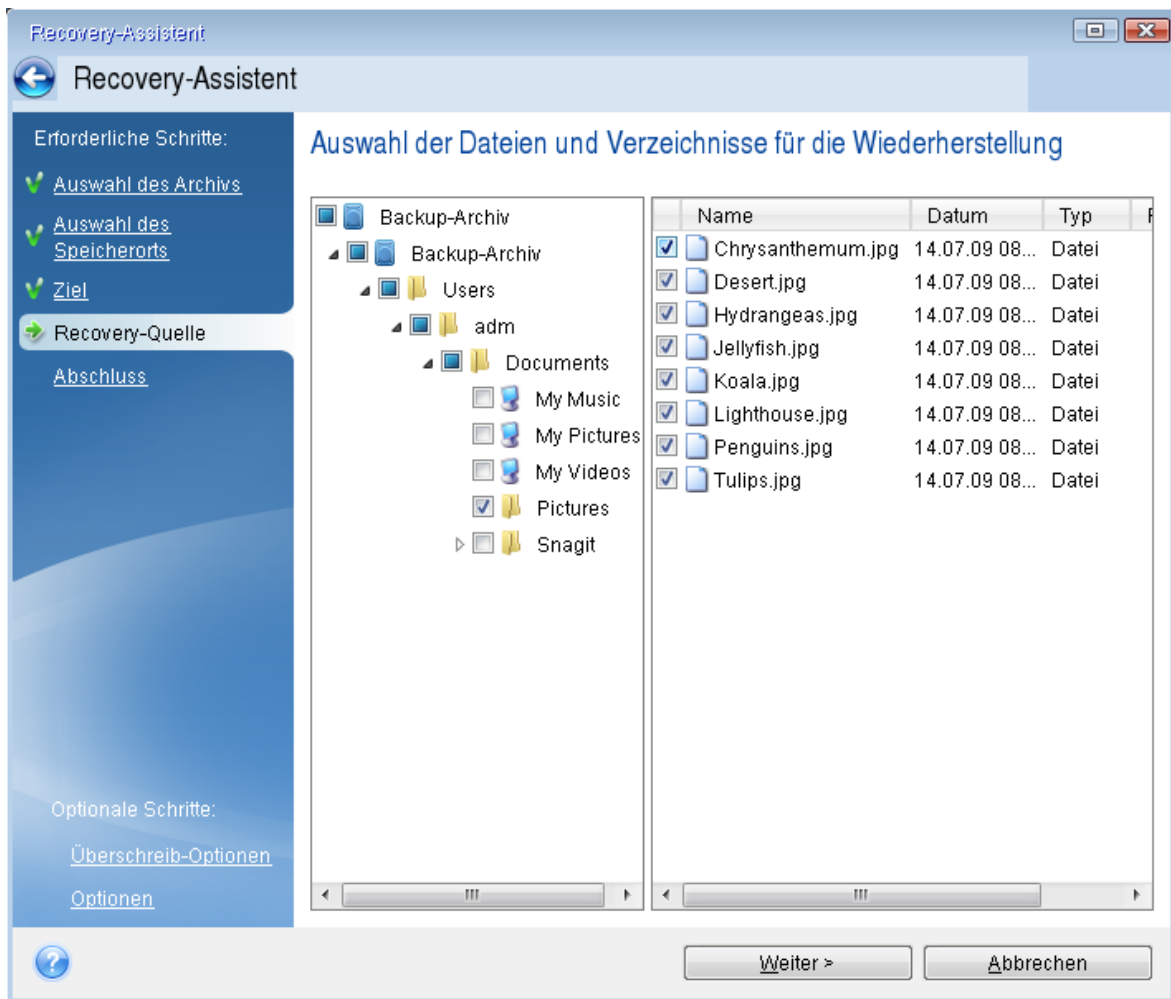 Recovery-Assistent
Recovery-Assistent
Erforderliche Schritte:
Auswahl des Archivs
Auswahl des
Speicherorts
Ziel
Recovery-Quelle
Abschluss
Optionale Schritte:
Überschreib-Optionen
Optionen
Auswahl der Dateien und Verzeichnisse für die Wiederherstellung
Backup-Archiv
Backup-Archiv
Users
adm
Documents
My Music
My Pictures
My Videos
Pictures
Snagit
Name Datum Typ
Chrysanthemum.jpg 14.07.09 08... Datei
Desert.jpg 14.07.09 08... Datei
Hydrangeas.jpg 14.07.09 08... Datei
Jellyfish.jpg 14.07.09 08... Datei
Koala.jpg 14.07.09 08... Datei
Lighthouse.jpg 14.07.09 08... Datei
Penguins.jpg 14.07.09 08... Datei
Tulips.jpg 14.07.09 08... Datei
Weiter >
Abbrechen